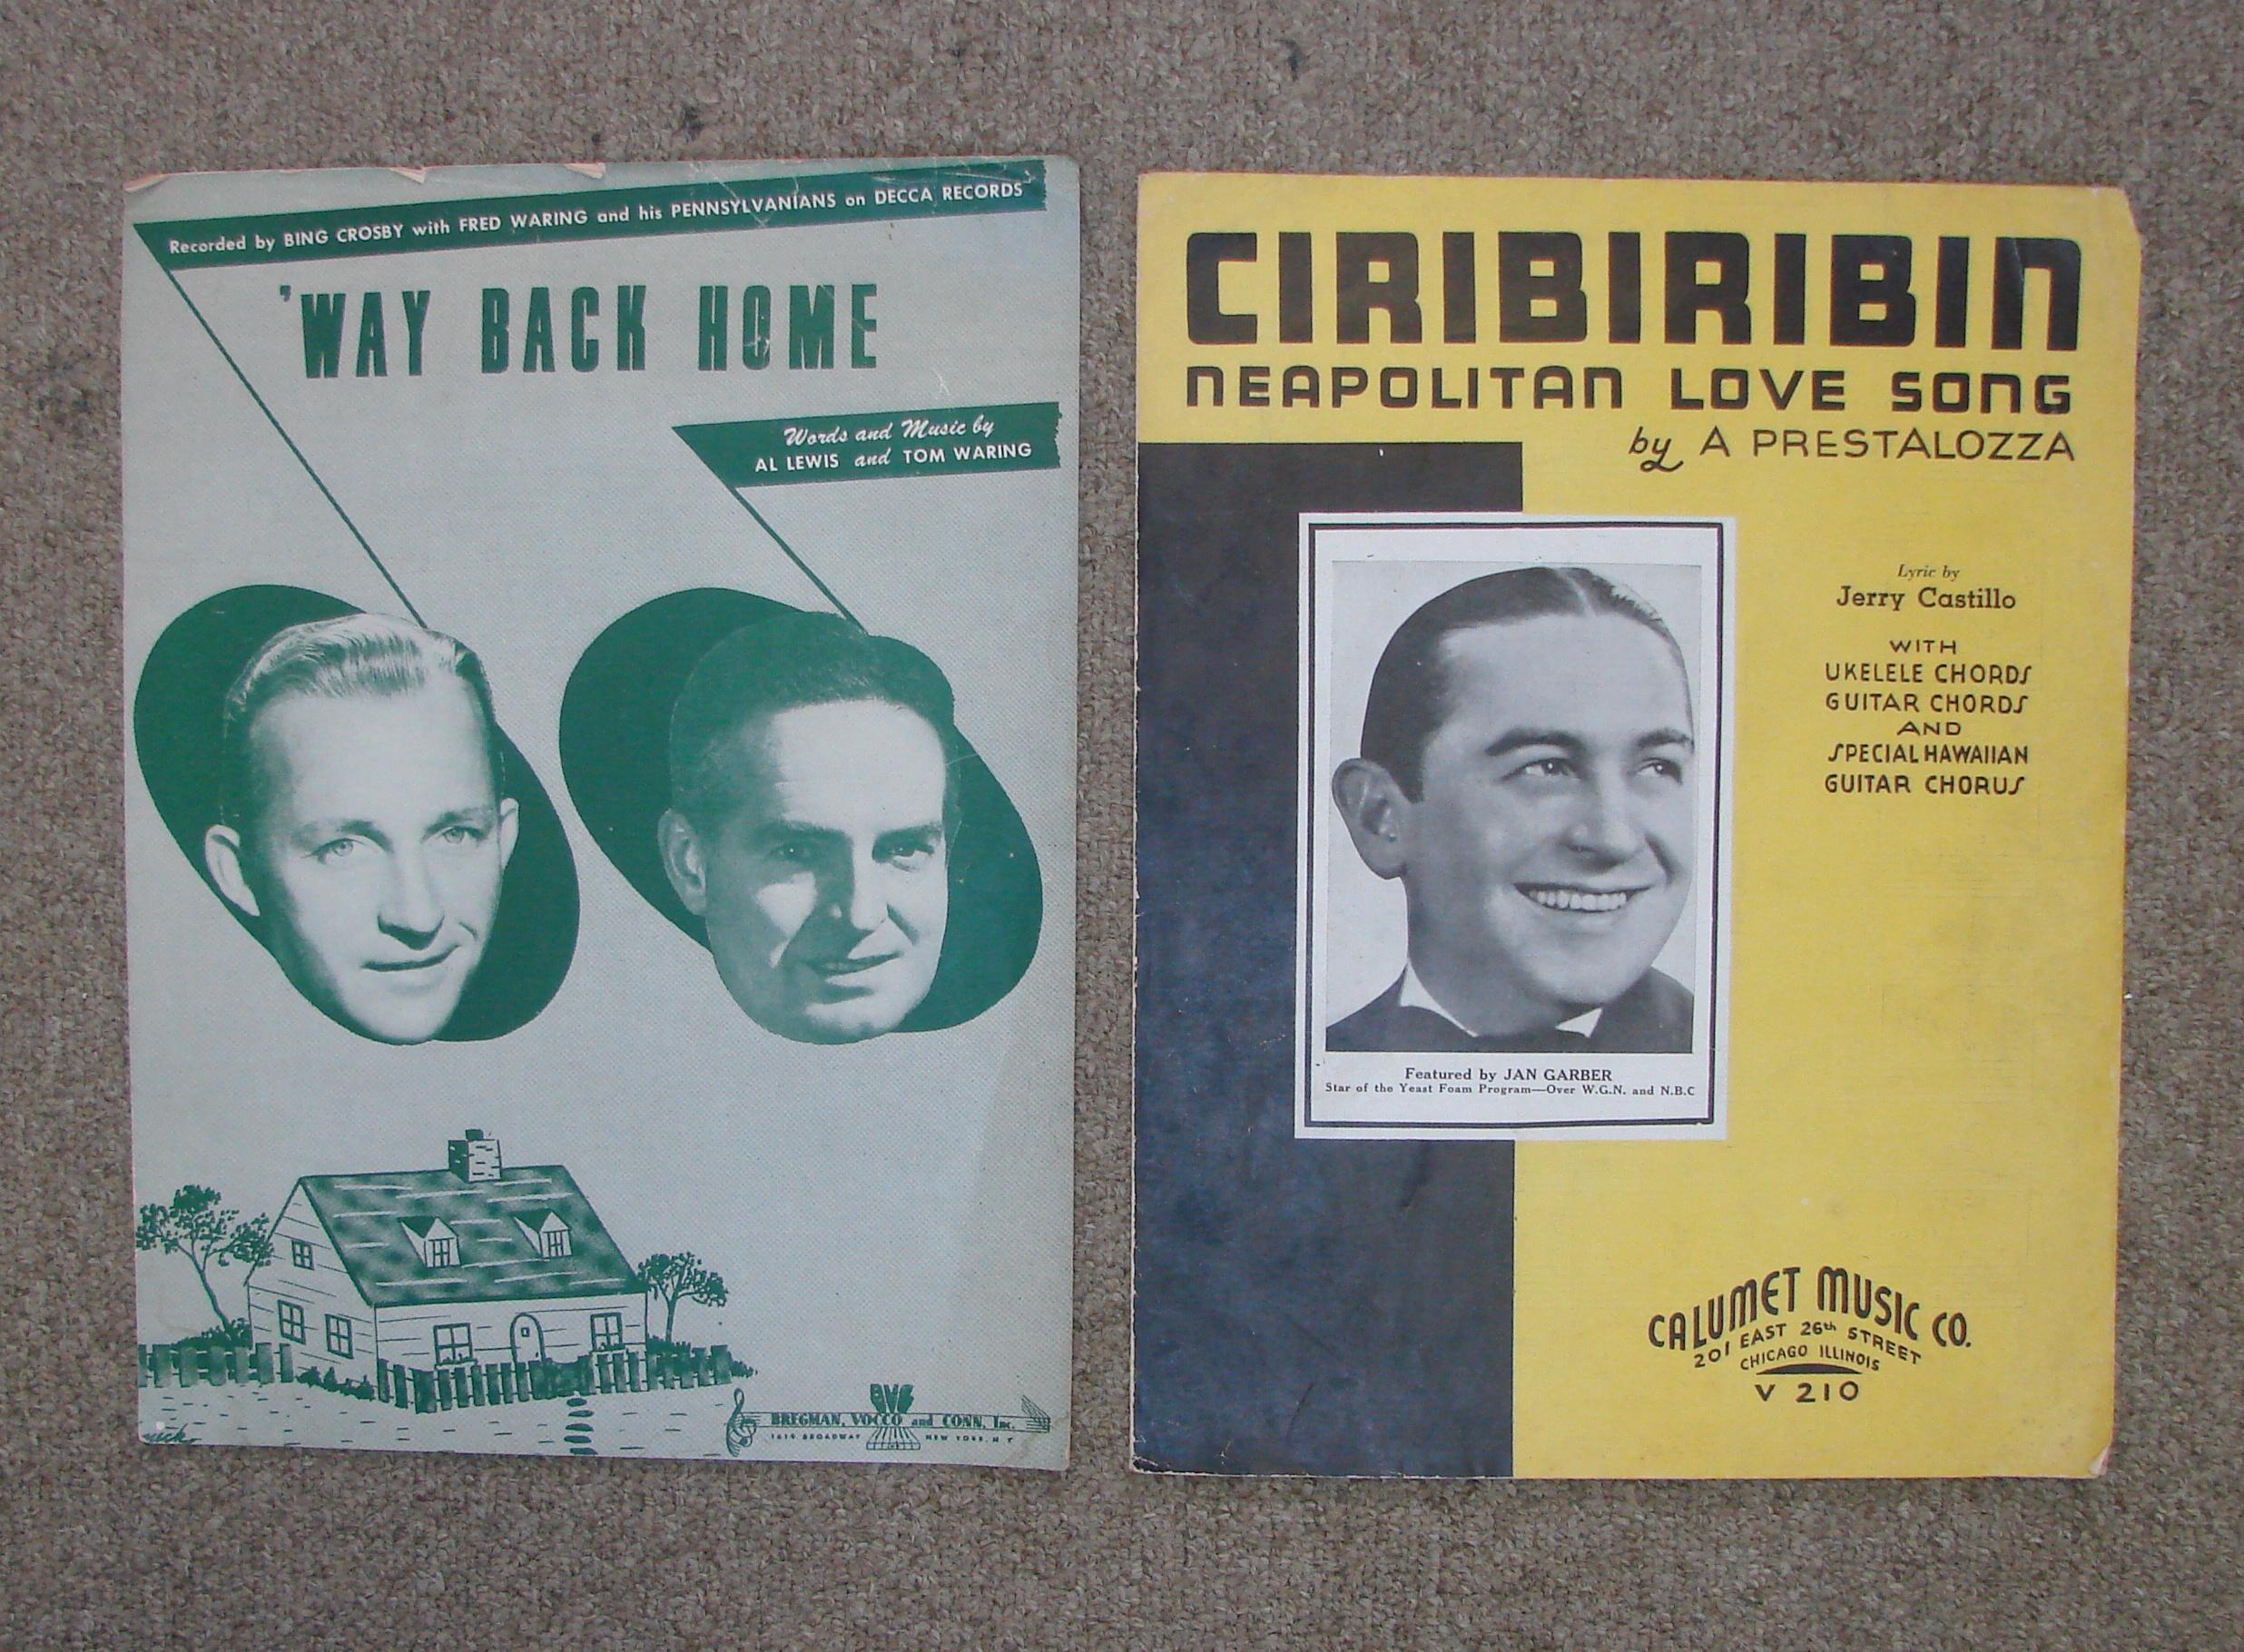 Recorded by BING CROSBY with FRED WARING and his PENNSYLVANIANS on DECCA RECORDS
'WAY BACK HOME
Words and Music by
AL LEWIS and TOM WARING
BVC
BREGMAN, VOCCO and CONN, Inc.
1619 BROADWAY NEW YORK, N Y
CIRIBIRIBIN
NEAPOLITAN LOVE SONG
by A PRESTALOZZA
Lyric by
Jerry Castillo
WITH
UKELELE CHORDS
GUITAR CHORDS
AND
SPECIAL HAWAIIAN
GUITAR CHORUS
Featured by JAN GARBER
Star of the Yeast Foam Program—Over W.G.N. and N.B.C
CALUMET MUSIC CO.
201 EAST 26th STREET
CHICAGO ILLINOIS
V 210